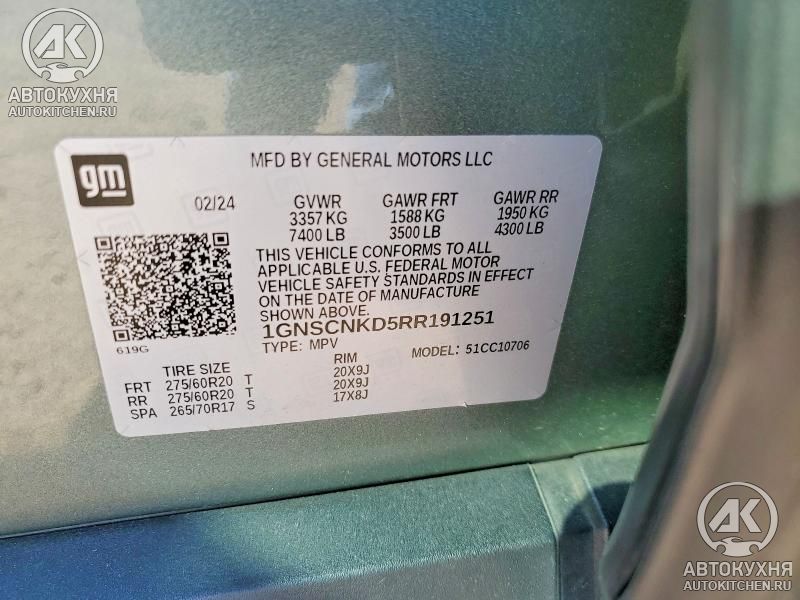 AK
АВТОКУХНЯ
AUTOKITCHEN.RU
gm
MFD BY GENERAL MOTORS LLC
02/24 GVWR GAWR FRT GAWR RR
3357 KG 1588 KG 1950 KG
7400 LB 3500 LB 4300 LB
THIS VEHICLE CONFORMS TO ALL
APPLICABLE U.S. FEDERAL MOTOR
VEHICLE SAFETY STANDARDS IN EFFECT
ON THE DATE OF MANUFACTURE
SHOWN ABOVE.
1GNSCNKD5RR191251
619G
TYPE: MPV MODEL: 51CC10706
TIRE SIZE RIM
FRT 275/60R20 T 20X9J
RR 275/60R20 T 20X9J
SPA 265/70R17 S 17X8J
AK
АВТОКУХНЯ
AUTOKITCHEN.RU